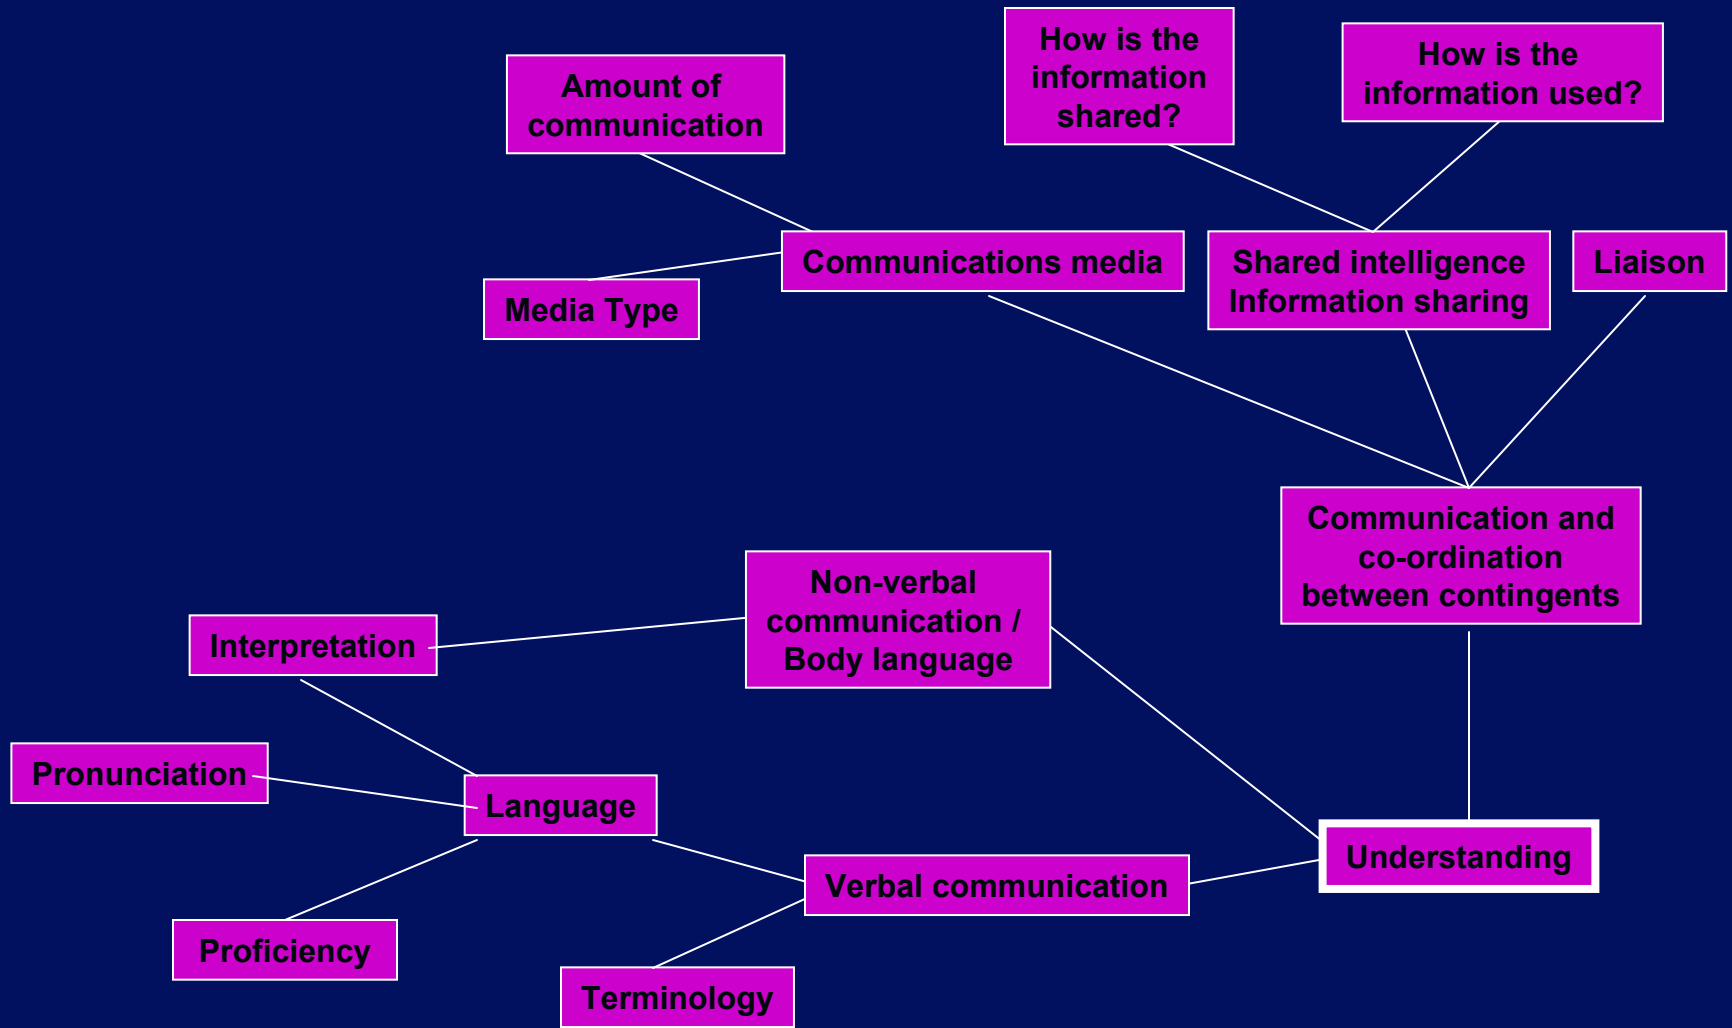 How is the
information
shared?
How is the
information used?
Amount of
communication
Communications media
Shared intelligence
Information sharing
Liaison
Media Type
Communication and
co-ordination
between contingents
Non-verbal
communication /
Body language
Interpretation
Pronunciation
Language
Understanding
Verbal communication
Proficiency
Terminology